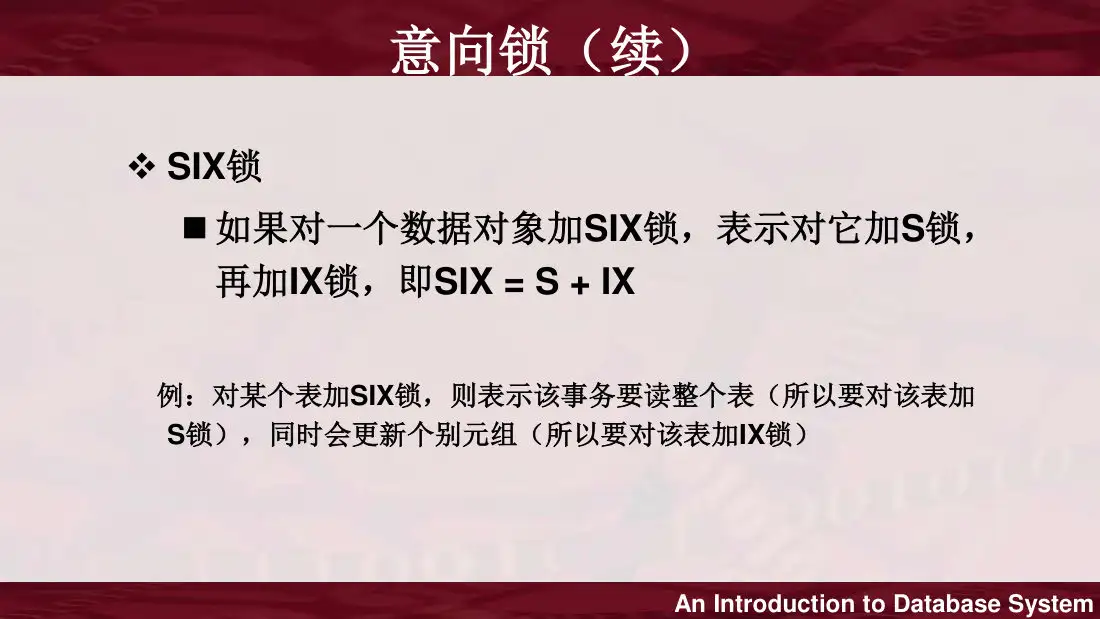 意向锁（续）
❖ SIX锁
■ 如果对一个数据对象加SIX锁，表示对它加S锁，
再加IX锁，即SIX = S + IX
例：对某个表加SIX锁，则表示该事务要读整个表（所以要对该表加
S锁），同时会更新个别元组（所以要对该表加IX锁）
An Introduction to Database System